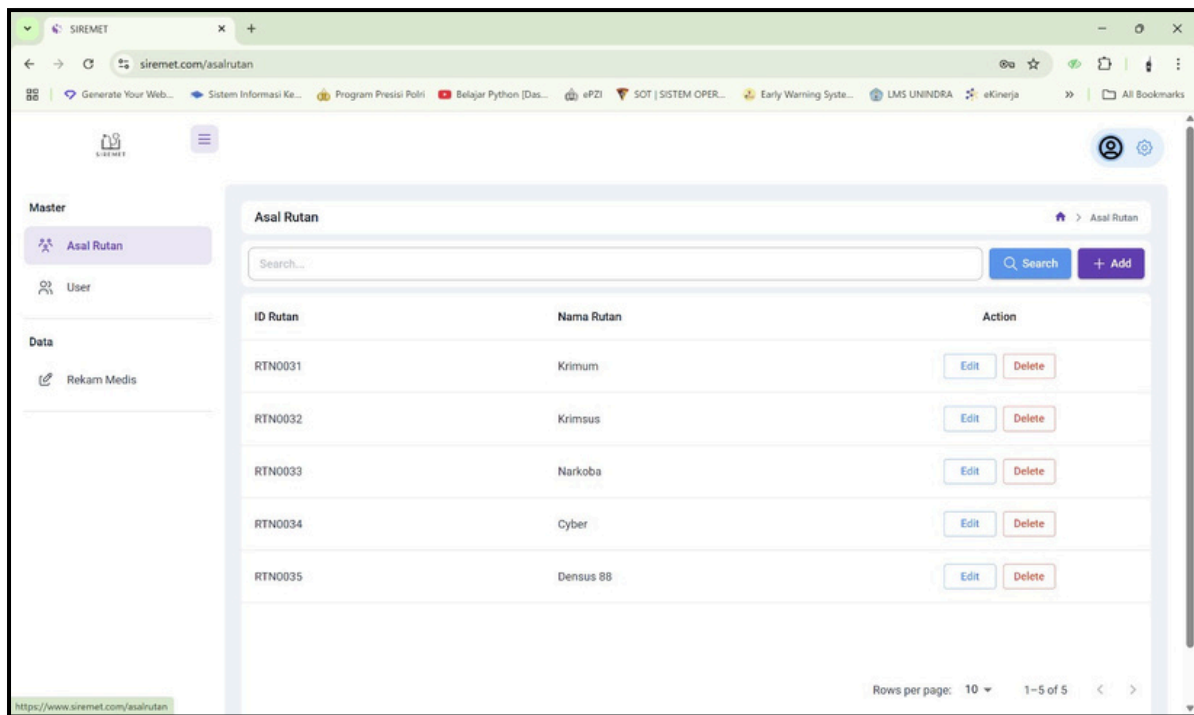 SIREMET
siremet.com/asalrutan
Generate Your Web... Sistem Informasi Ke... Program Presisi Polri Belajar Python [Das... ePZI SOT | SISTEM OPER... Early Warning Syste... LMS UNINDRA eKinerja All Bookmarks
SIREMET
Master
Asal Rutan
User
Data
Rekam Medis
Asal Rutan > Asal Rutan
Search... Search + Add
ID Rutan Nama Rutan Action
RTN0031 Krimum Edit Delete
RTN0032 Krimsus Edit Delete
RTN0033 Narkoba Edit Delete
RTN0034 Cyber Edit Delete
RTN0035 Densus 88 Edit Delete
Rows per page: 10 1–5 of 5
https://www.siremet.com/asalrutan